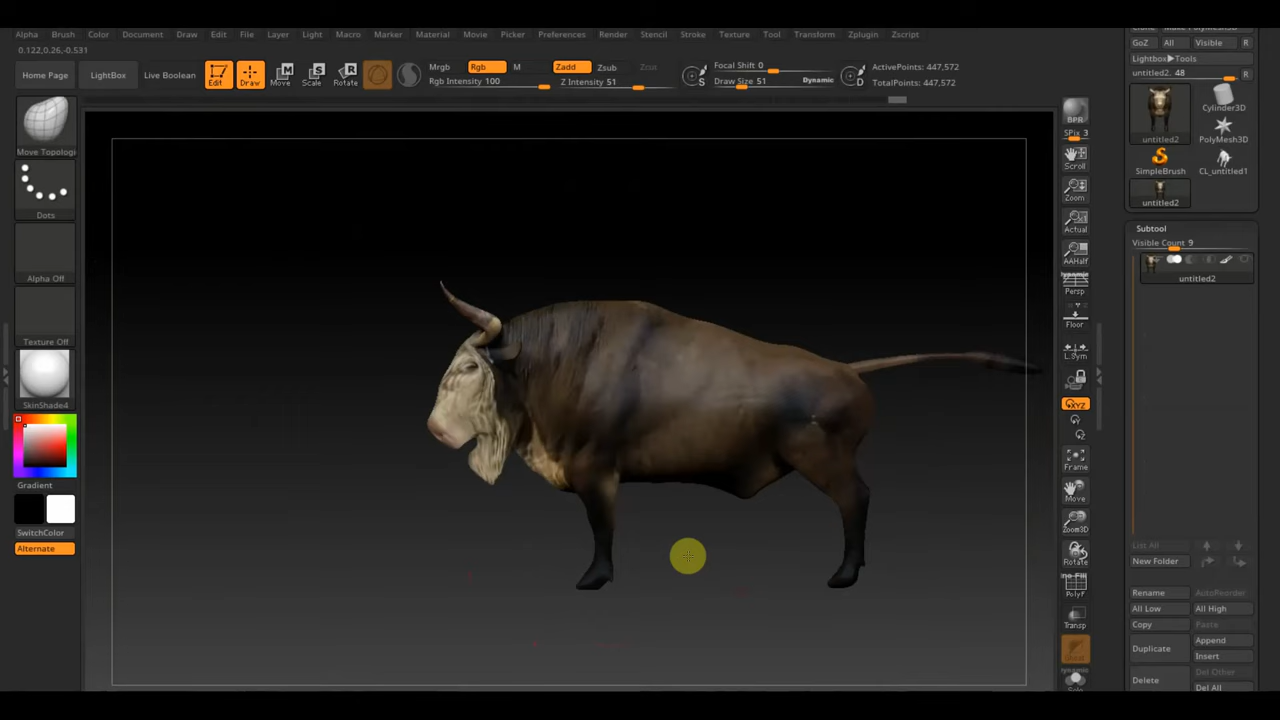 Alpha Brush Color Document Draw Edit File Layer Light Macro Marker Material Movie Picker Preferences Render Stencil Stroke Texture Tool Transform Zplugin Zscript
0.122,0.26,-0.531
Home Page
LightBox
Live Boolean
Edit
Draw
Move
Scale
Rotate
Mrgb
Rgb
M
Rgb Intensity 100
Zadd
Zsub
Zcut
Z Intensity 51
S
Focal Shift 0
Draw Size 51
Dynamic
D
ActivePoints: 447,572
TotalPoints: 447,572
GoZ
All
Visible
R
Lightbox▶Tools
untitled2. 48
R
untitled2
Cylinder3D
PolyMesh3D
SimpleBrush
CL_untitled1
untitled2
Move Topologi
Dots
Alpha Off
Texture Off
SkinShade4
Gradient
SwitchColor
Alternate
BPR
SPix 3
Scroll
Zoom
Actual
AAHalf
Dynamic
Persp
Floor
L.Sym
XYZ
Y
Z
Frame
Move
Zoom3D
Rotate
PolyF
Transp
Ghost
Dynamic
Solo
Subtool
Visible Count 9
untitled2
List All
New Folder
Rename
AutoReorder
All Low
All High
Copy
Paste
Duplicate
Append
Insert
Delete
Del Other
Del All